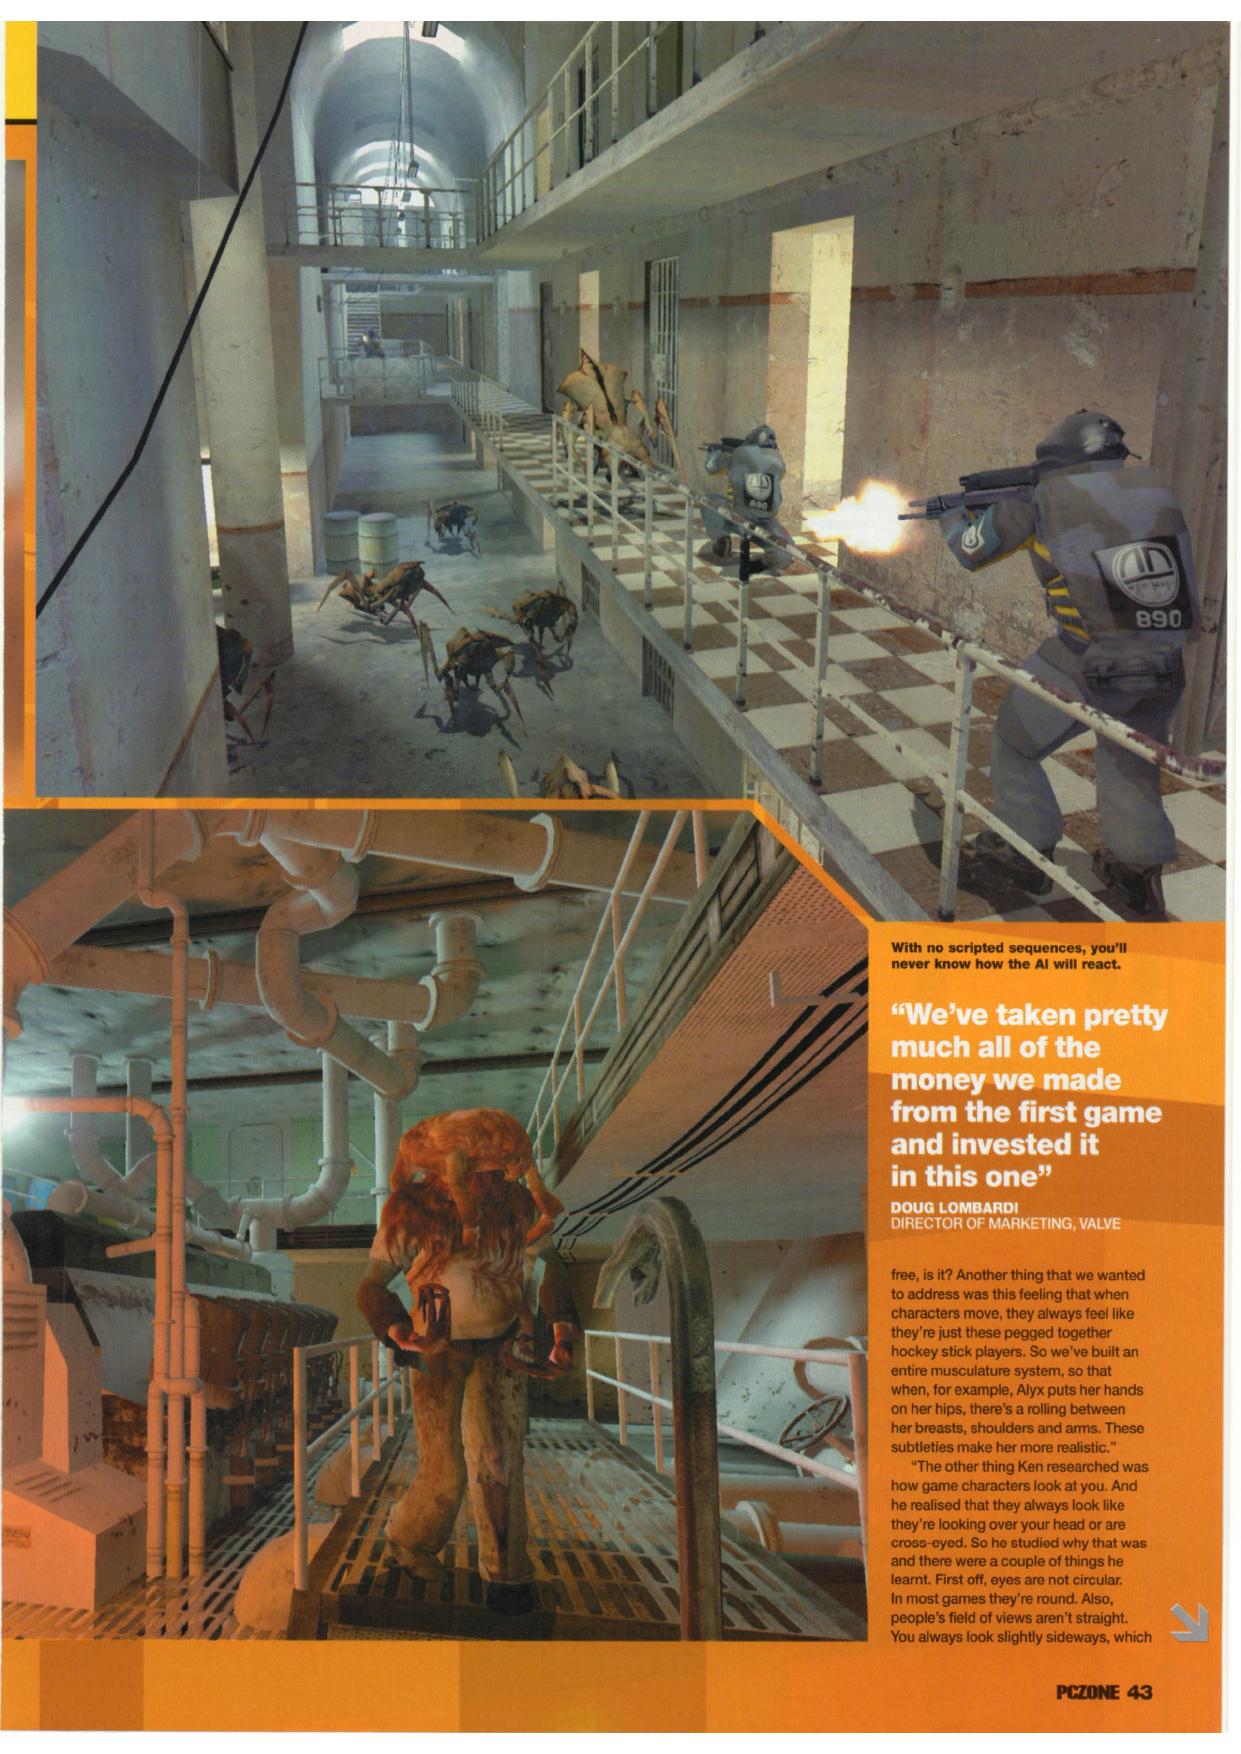 890
890
With no scripted sequences, you'll
never know how the AI will react.
“We've taken pretty
much all of the
money we made
from the first game
and invested it
in this one”
DOUG LOMBARDI
DIRECTOR OF MARKETING, VALVE
free, is it? Another thing that we wanted
to address was this feeling that when
characters move, they always feel like
they're just these pegged together
hockey stick players. So we've built an
entire musculature system, so that
when, for example, Alyx puts her hands
on her hips, there's a rolling between
her breasts, shoulders and arms. These
subtleties make her more realistic.”
“The other thing Ken researched was
how game characters look at you. And
he realised that they always look like
they're looking over your head or are
cross-eyed. So he studied why that was
and there were a couple of things he
learnt. First off, eyes are not circular.
In most games they're round. Also,
people's field of views aren't straight.
You always look slightly sideways, which
PCZONE 43